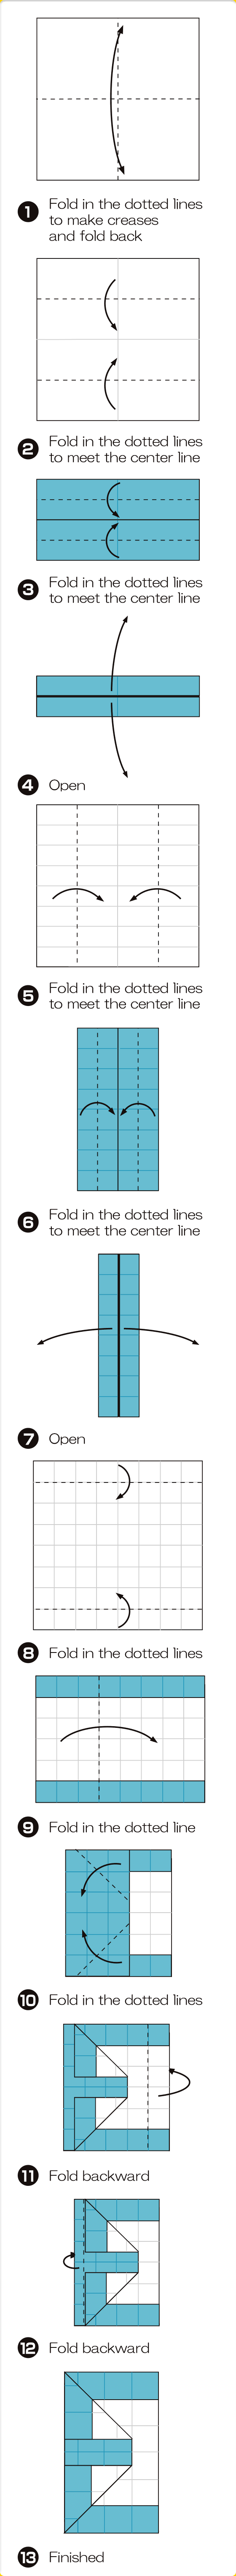 1 Fold in the dotted lines
to make creases
and fold back
2 Fold in the dotted lines
to meet the center line
3 Fold in the dotted lines
to meet the center line
4 Open
5 Fold in the dotted lines
to meet the center line
6 Fold in the dotted lines
to meet the center line
7 Open
8 Fold in the dotted lines
9 Fold in the dotted line
10 Fold in the dotted lines
11 Fold backward
12 Fold backward
13 Finished